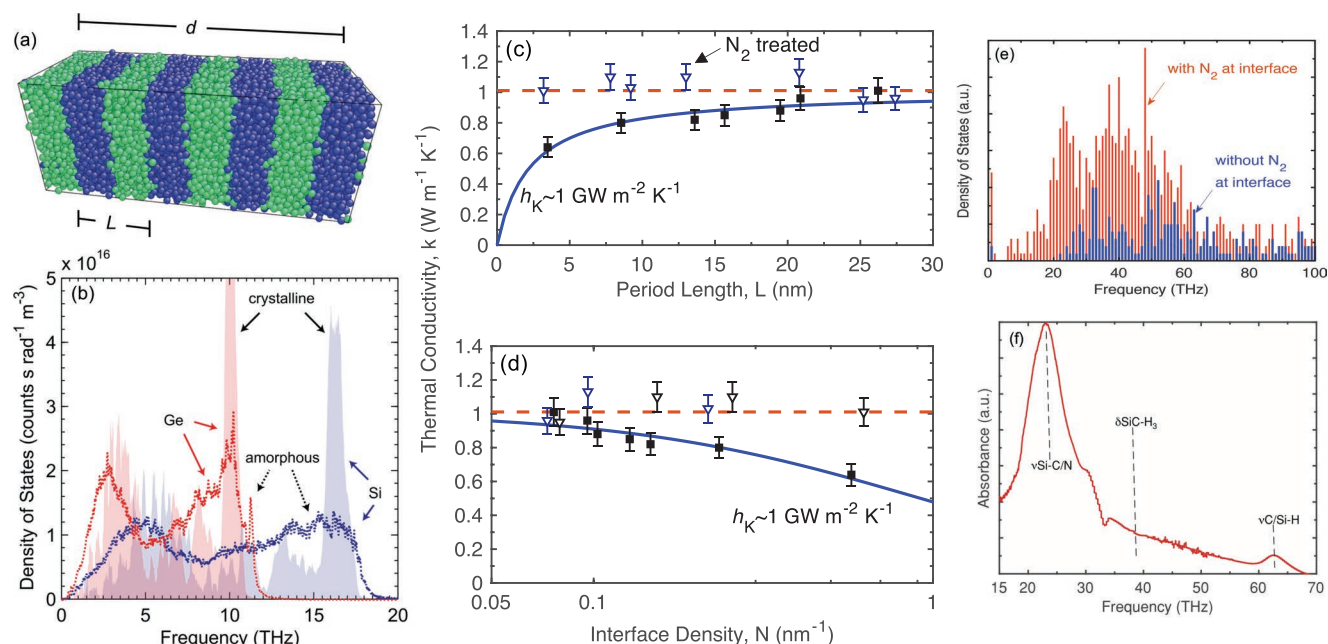 (a)
d
L
x 10^16
(b)
crystalline
Ge
amorphous
Si
Density of States (counts s rad^-1 m^-3)
5
4
3
2
1
0
0 5 10 15 20
Frequency (THz)
Thermal Conductivity, k (W m^-1 K^-1)
(c)
N2 treated
1.4
1.2
1
0.8
0.6
0.4
0.2
0
hK~1 GW m^-2 K^-1
0 5 10 15 20 25 30
Period Length, L (nm)
(d)
1.4
1.2
1
0.8
0.6
0.4
0.2
0
hK~1 GW m^-2 K^-1
0.05 0.1 1
Interface Density, N (nm^-1)
(e)
with N2 at interface
without N2
at interface
Density of States (a.u.)
0 20 40 60 80 100
Frequency (THz)
(f)
δSiC-H3
νSi-C/N
νC/Si-H
Absorbance (a.u.)
15 20 30 40 50 60 70
Frequency (THz)